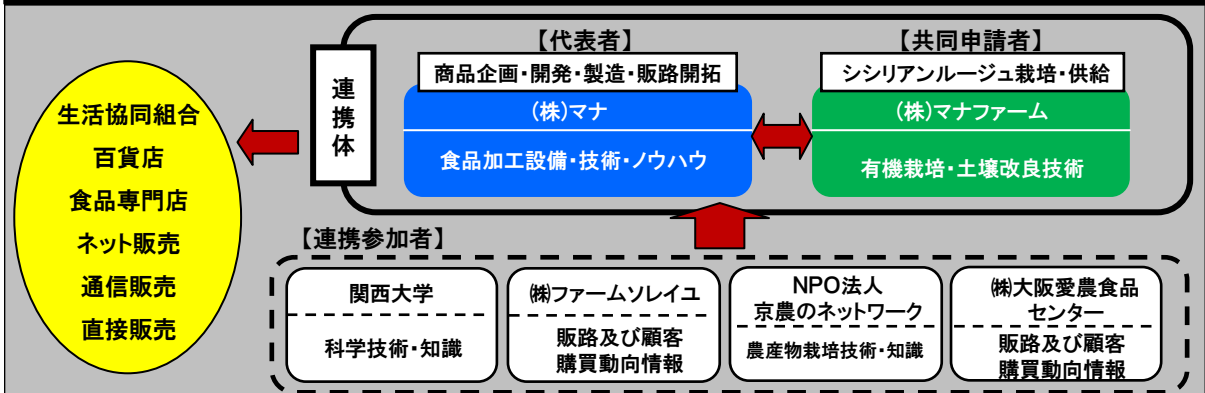 【代表者】
【共同申請者】
連携体
商品企画・開発・製造・販路開拓
シシリアンルージュ栽培・供給
(株)マナ
(株)マナファーム
食品加工設備・技術・ノウハウ
有機栽培・土壌改良技術
生活協同組合
百貨店
食品専門店
ネット販売
通信販売
直接販売
【連携参加者】
関西大学
科学技術・知識
㈱ファームソレイユ
販路及び顧客
購買動向情報
NPO法人
京農のネットワーク
農産物栽培技術・知識
㈱大阪愛農食品
センター
販路及び顧客
購買動向情報